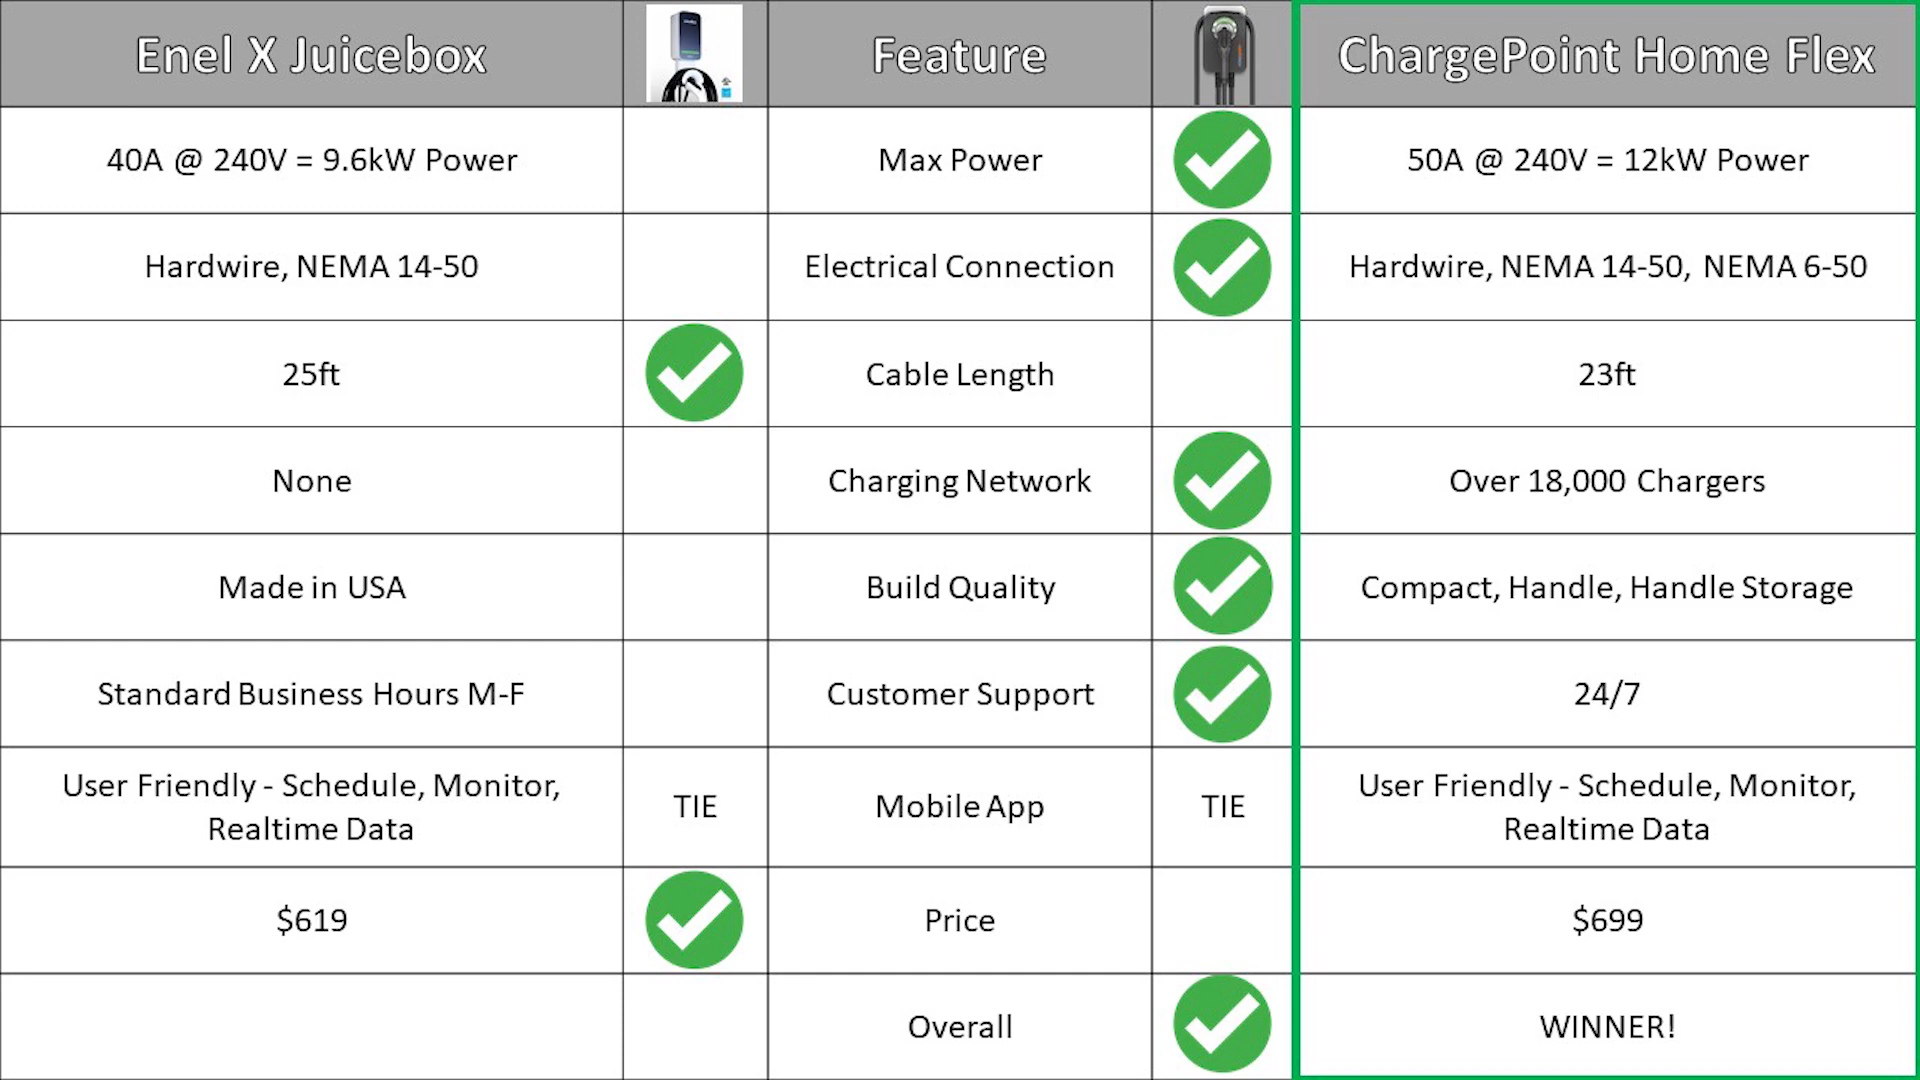 Enel X Juicebox
Feature
ChargePoint Home Flex
40A @ 240V = 9.6kW Power
Max Power
50A @ 240V = 12kW Power
Hardwire, NEMA 14-50
Electrical Connection
Hardwire, NEMA 14-50, NEMA 6-50
25ft
Cable Length
23ft
None
Charging Network
Over 18,000 Chargers
Made in USA
Build Quality
Compact, Handle, Handle Storage
Standard Business Hours M-F
Customer Support
24/7
User Friendly - Schedule, Monitor,
Realtime Data
TIE
Mobile App
TIE
User Friendly - Schedule, Monitor,
Realtime Data
$619
Price
$699
Overall
WINNER!